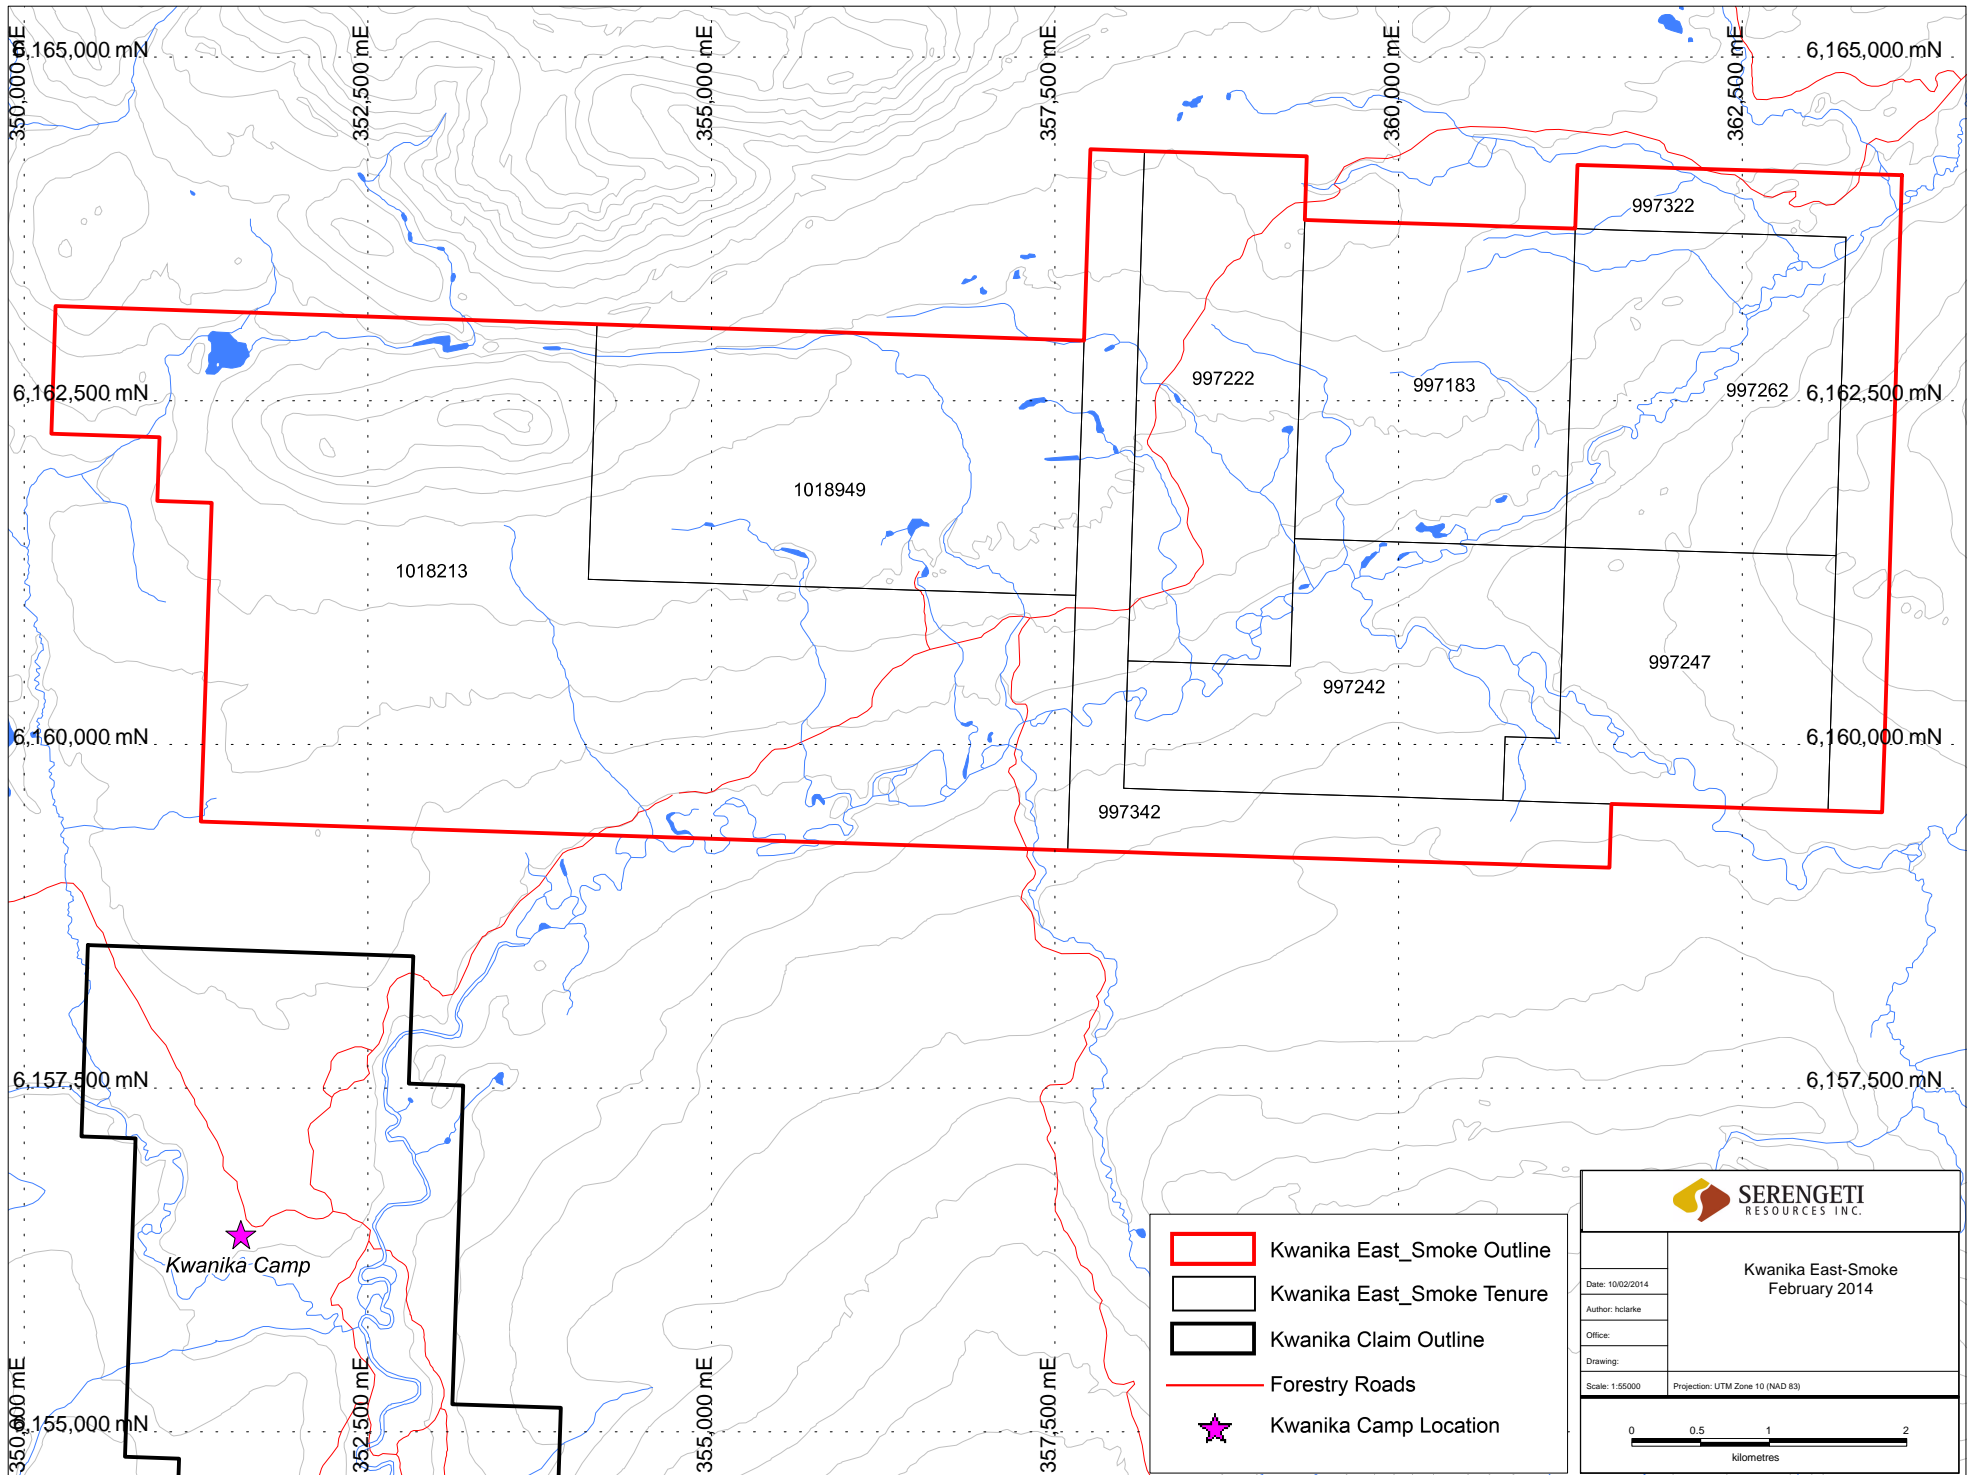 350,000 mE
352,500 mE
355,000 mE
357,500 mE
360,000 mE
362,500 mE
6,165,000 mN
6,165,000 mN
997322
997222
997183
997262
6,162,500 mN
6,162,500 mN
1018949
1018213
997247
997242
6,160,000 mN
6,160,000 mN
997342
6,157,500 mN
6,157,500 mN
Kwanika Camp
350,000 mE
352,500 mE
355,000 mE
357,500 mE
6,155,000 mN
Kwanika East_Smoke Outline
Kwanika East_Smoke Tenure
Kwanika Claim Outline
Forestry Roads
Kwanika Camp Location
SERENGETI
RESOURCES INC.
Kwanika East-Smoke
February 2014
Date: 10/02/2014
Author: hclarke
Office:
Drawing:
Scale: 1:55000
Projection: UTM Zone 10 (NAD 83)
0 0.5 1 2
kilometres